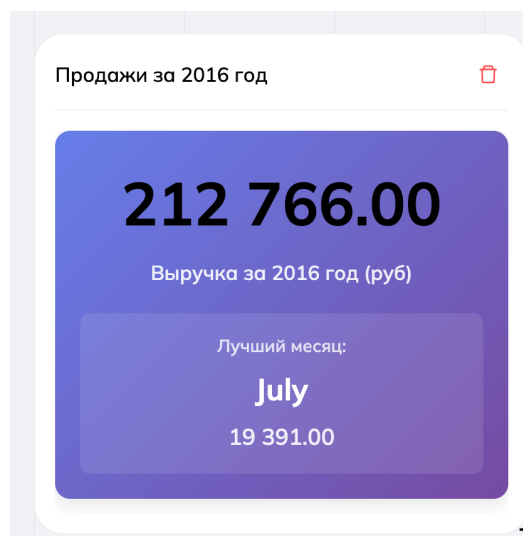 Продажи за 2016 год
212 766.00
Выручка за 2016 год (руб)
Лучший месяц:
July
19 391.00